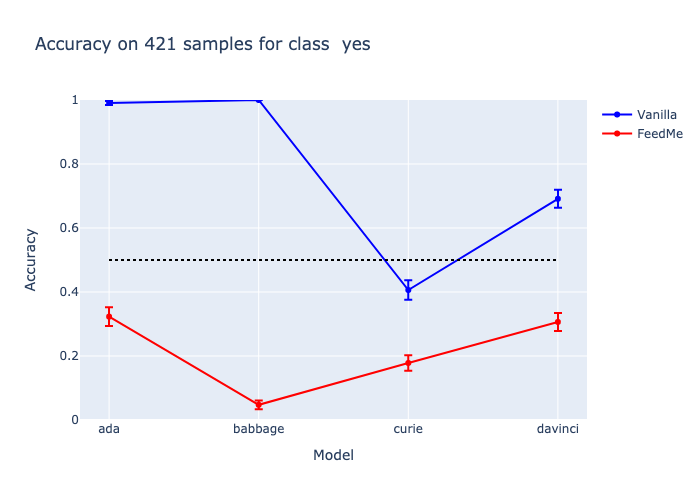 Accuracy on 421 samples for class  yes
Vanilla
FeedMe
1
0.8
0.6
0.4
0.2
0
Accuracy
ada
babbage
curie
davinci
Model